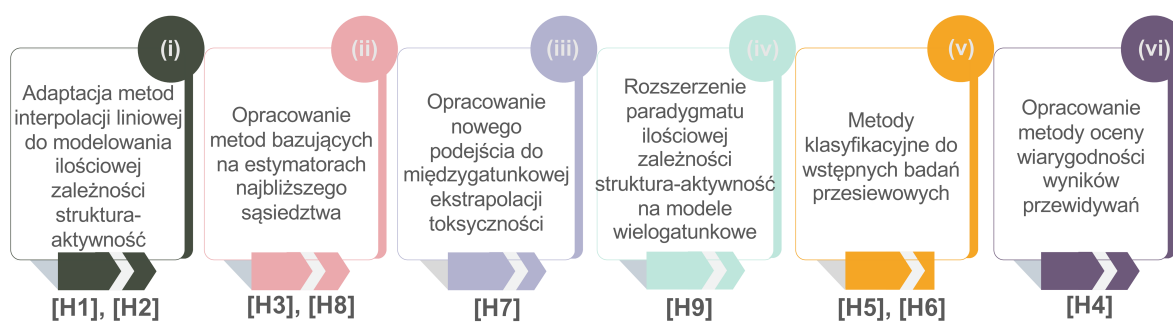 (i)
Adaptacja metod
interpolacji liniowej
do modelowania
ilościowej
zależności
struktura-
aktywność
[H1], [H2]
(ii)
Opracowanie
metod bazujących
na estymatorach
najbliższego
sąsiedztwa
[H3], [H8]
(iii)
Opracowanie
nowego
podejścia do
międzygatunkowej
ekstrapolacji
toksyczności
[H7]
(iv)
Rozszerzenie
paradygmatu
ilościowej
zależności
struktura-aktywność
na modele
wielogatunkowe
[H9]
(v)
Metody
klasyfikacyjne do
wstępnych badań
przesiewowych
[H5], [H6]
(vi)
Opracowanie
metody oceny
wiarygodności
wyników
przewidywań
[H4]